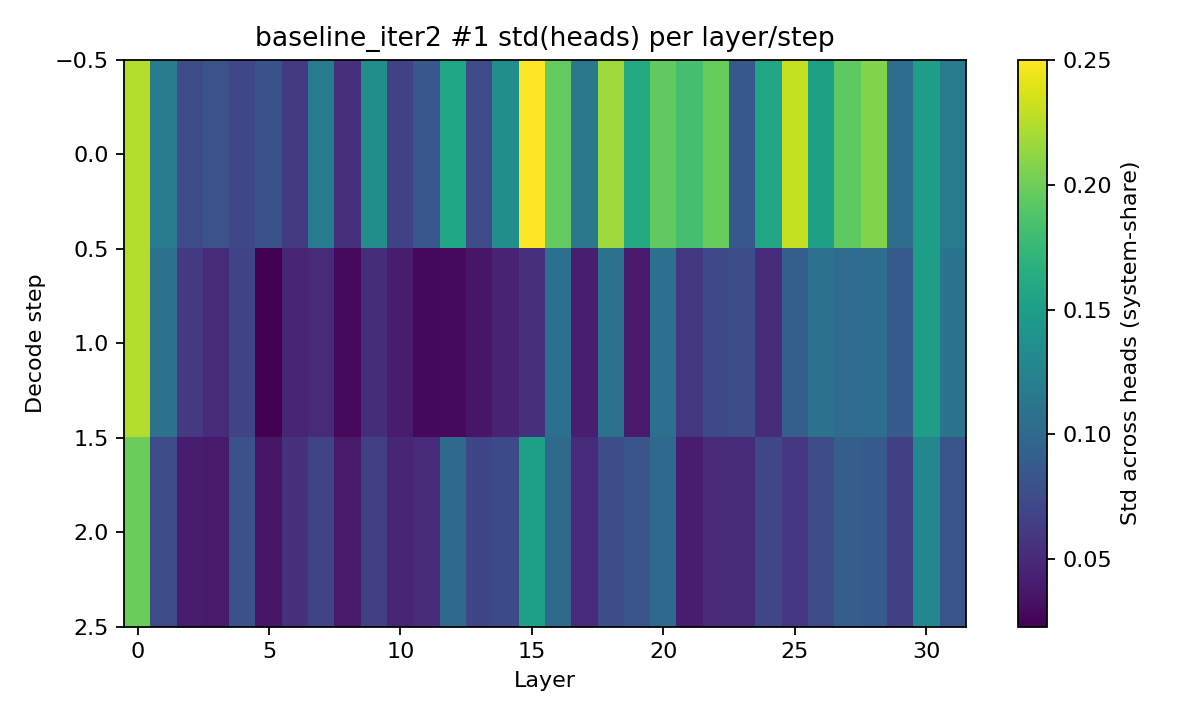 baseline_iter2 #1 std(heads) per layer/step
−0.5
0.0
0.5
1.0
1.5
2.0
2.5
Decode step
0 5 10 15 20 25 30
Layer
0.25
0.20
0.15
0.10
0.05
Std across heads (system-share)